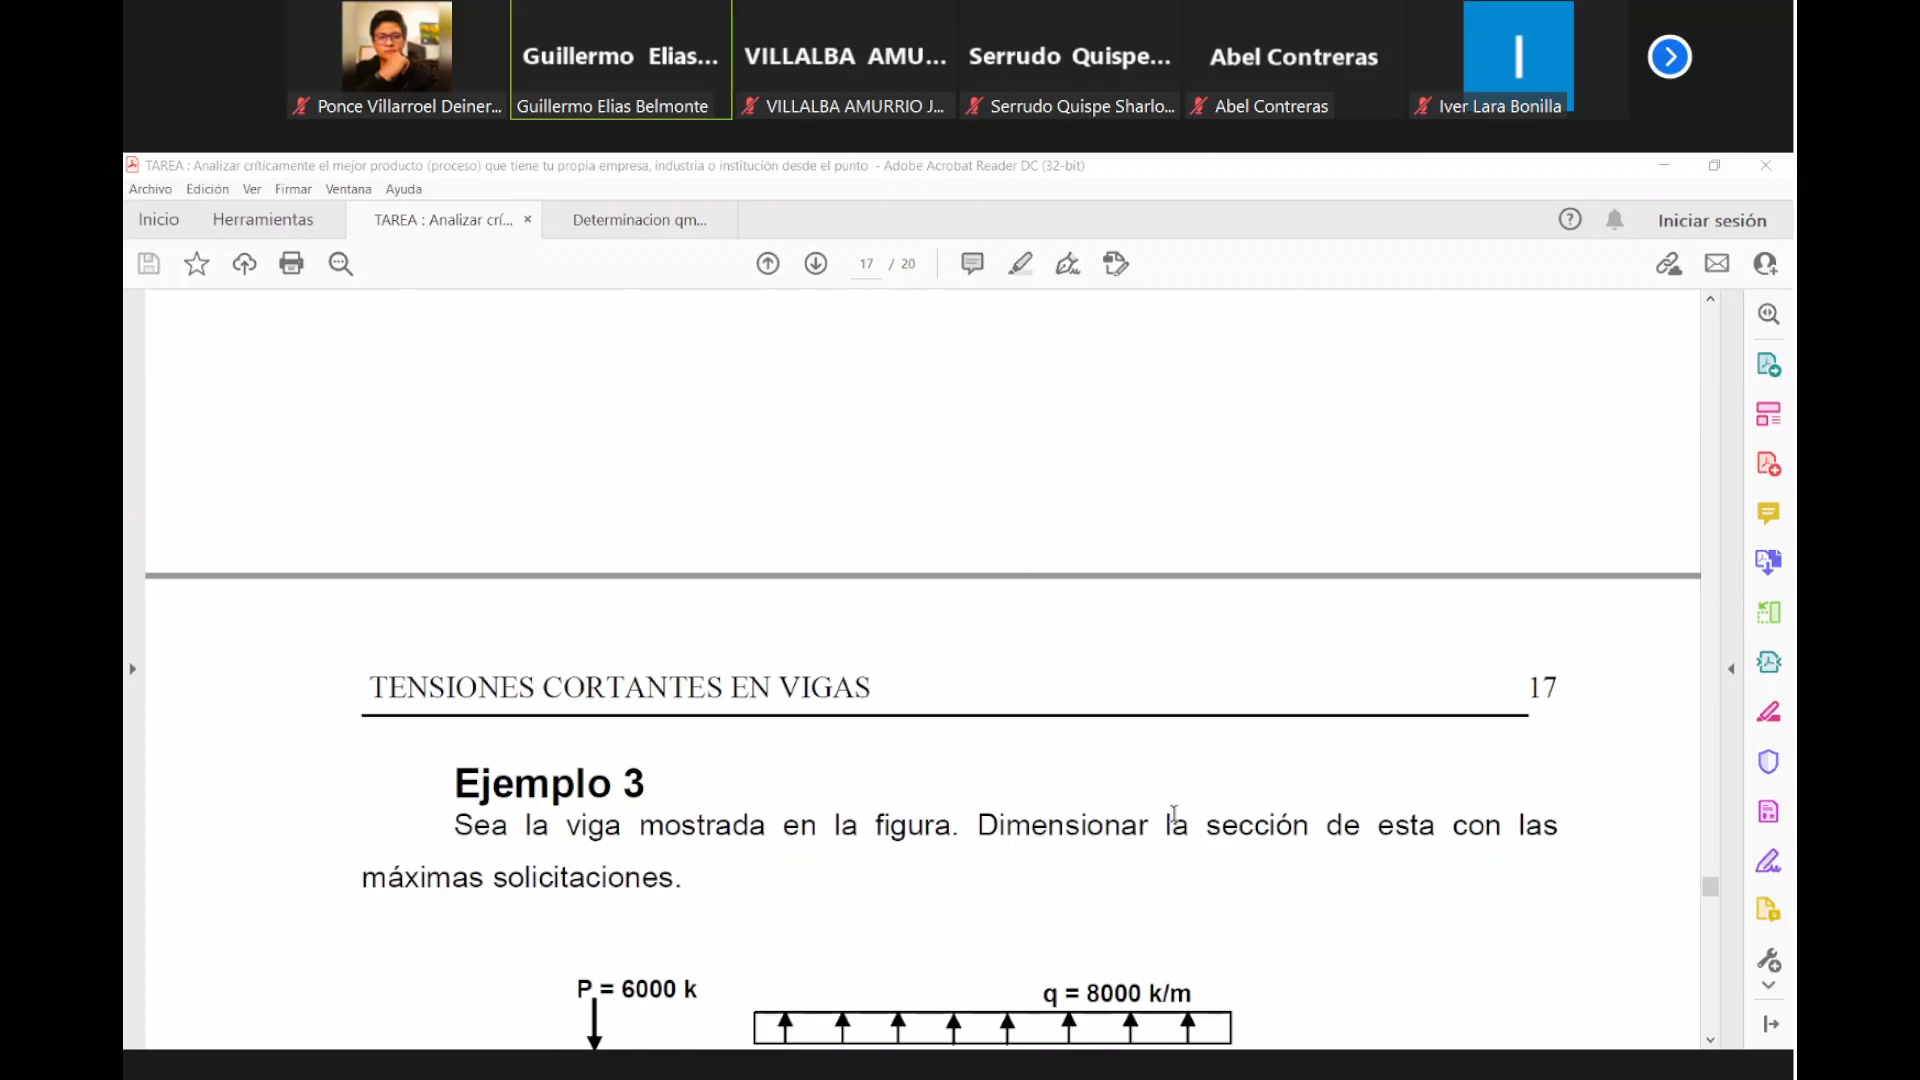 Guillermo Elias...
VILLALBA AMU...
Serrudo Quispe...
Abel Contreras
I
Ponce Villarroel Deiner...
Guillermo Elias Belmonte
VILLALBA AMURRIO J...
Serrudo Quispe Sharlo...
Abel Contreras
Iver Lara Bonilla
TAREA : Analizar críticamente el mejor producto (proceso) que tiene tu propia empresa, industria o institución desde el punto - Adobe Acrobat Reader DC (32-bit)
Archivo Edición Ver Firmar Ventana Ayuda
Inicio Herramientas TAREA : Analizar crí... × Determinacion qm... Iniciar sesión
17 / 20
TENSIONES CORTANTES EN VIGAS 17
Ejemplo 3
Sea la viga mostrada en la figura. Dimensionar la sección de esta con las
máximas solicitaciones.
P = 6000 k
q = 8000 k/m